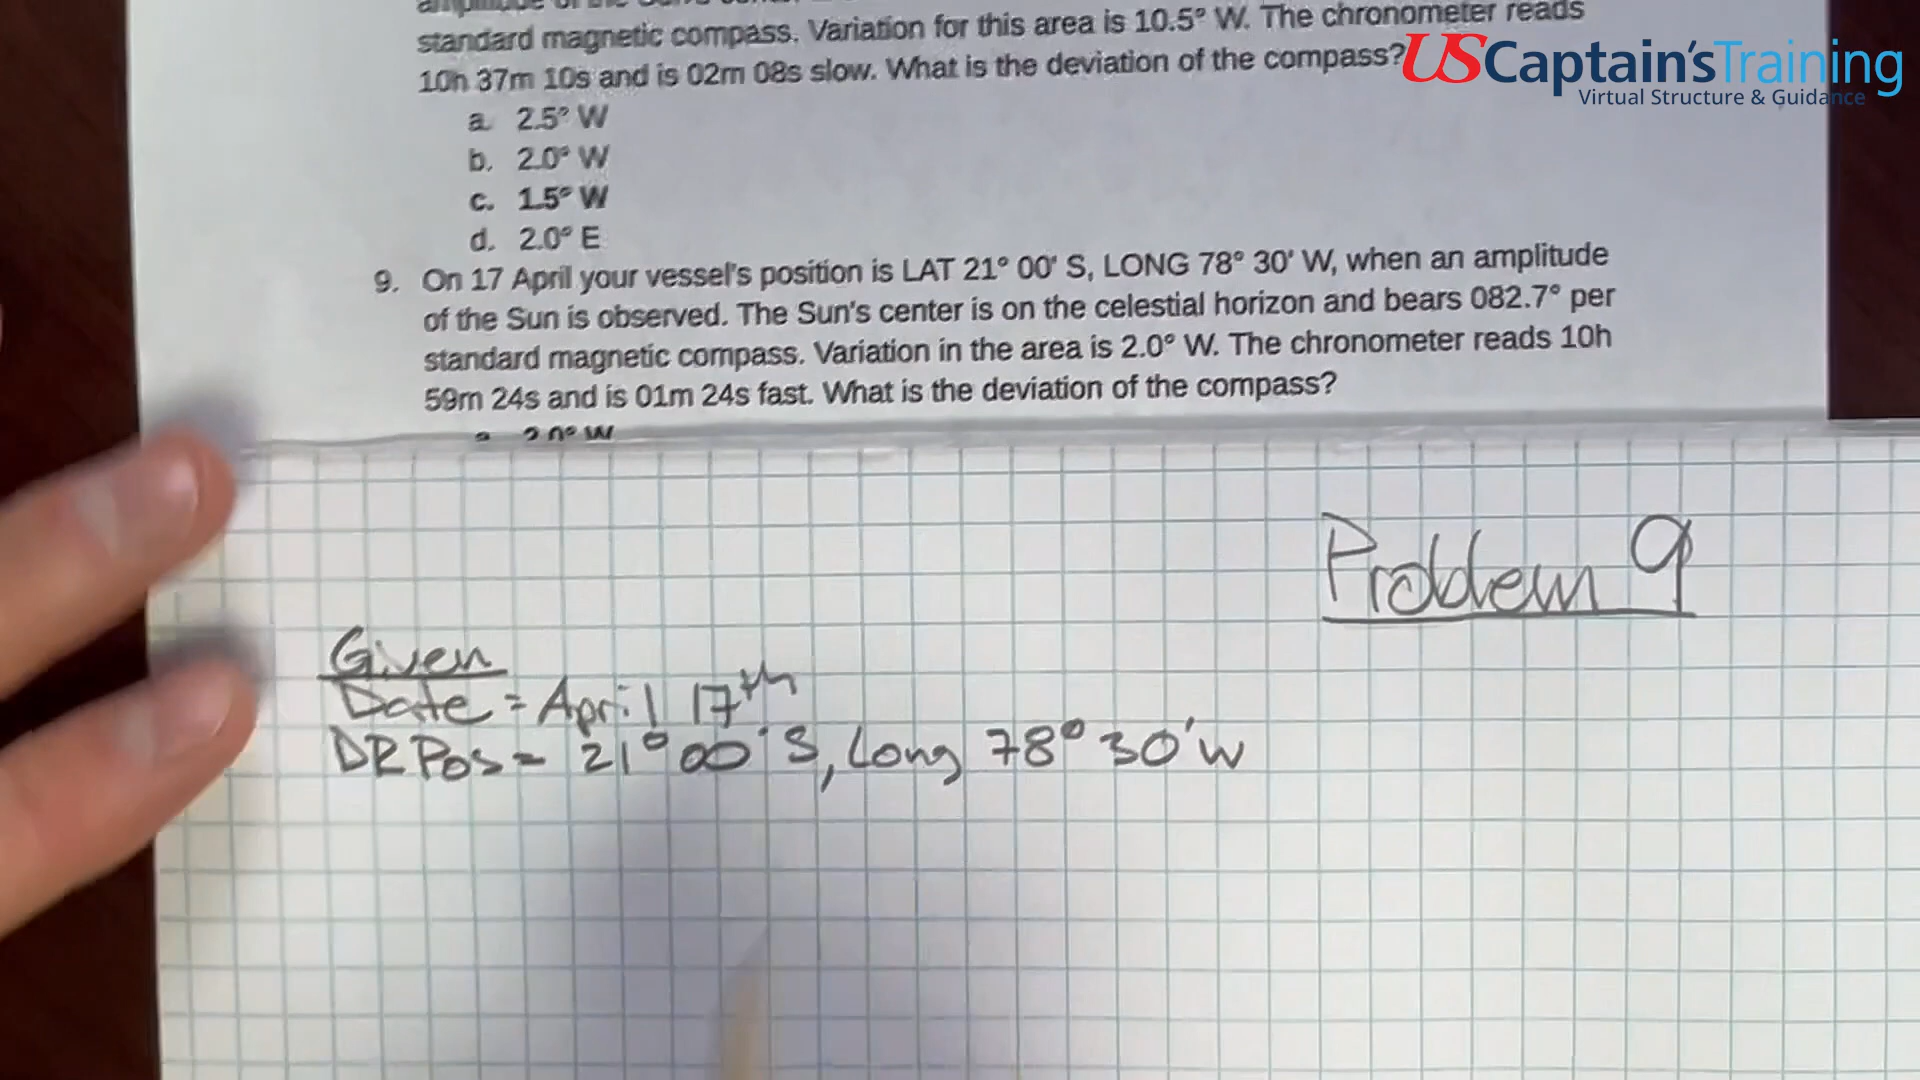 amplitude of the Sun's center
standard magnetic compass. Variation for this area is 10.5° W. The chronometer reads
10h 37m 10s and is 02m 08s slow. What is the deviation of the compass?
USCaptain'sTraining
Virtual Structure & Guidance
a. 2.5° W
b. 2.0° W
c. 1.5° W
d. 2.0° E
9. On 17 April your vessel's position is LAT 21° 00' S, LONG 78° 30' W, when an amplitude
of the Sun is observed. The Sun's center is on the celestial horizon and bears 082.7° per
standard magnetic compass. Variation in the area is 2.0° W. The chronometer reads 10h
59m 24s and is 01m 24s fast. What is the deviation of the compass?
Problem 9
Given
Date = April 17th
DR Pos = 21° 00' S, Long 78° 30' W